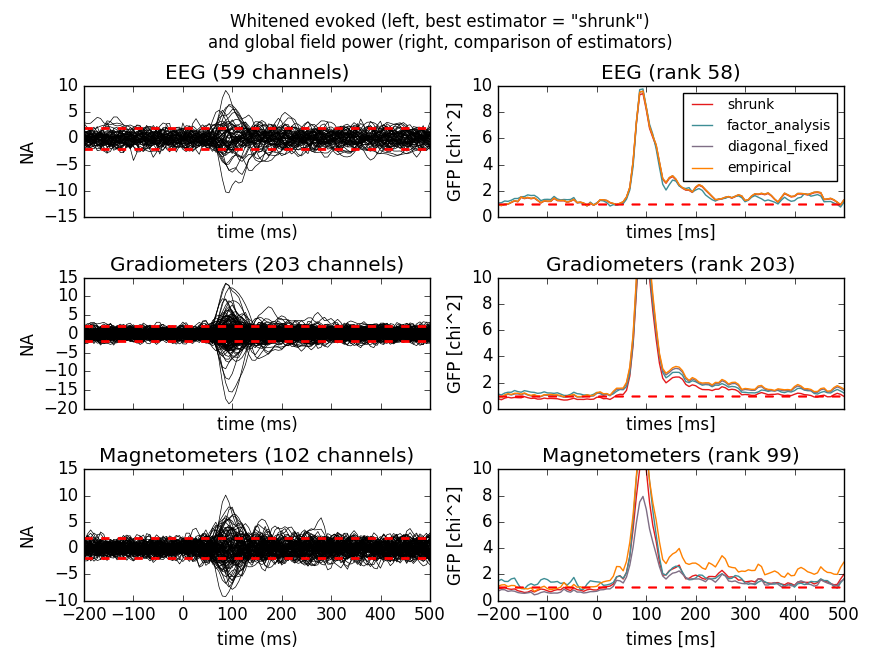 Whitened evoked (left, best estimator = "shrunk")
and global field power (right, comparison of estimators)
EEG (59 channels)
10
5
0
−5
−10
−15
NA
time (ms)
EEG (rank 58)
10
8
6
4
2
0
GFP [chi^2]
shrunk
factor_analysis
diagonal_fixed
empirical
times [ms]
Gradiometers (203 channels)
15
10
5
0
−5
−10
−15
−20
NA
time (ms)
Gradiometers (rank 203)
10
8
6
4
2
0
GFP [chi^2]
times [ms]
Magnetometers (102 channels)
15
10
5
0
−5
−10
NA
−200 −100 0 100 200 300 400 500
time (ms)
Magnetometers (rank 99)
10
8
6
4
2
0
GFP [chi^2]
−200 −100 0 100 200 300 400 500
times [ms]